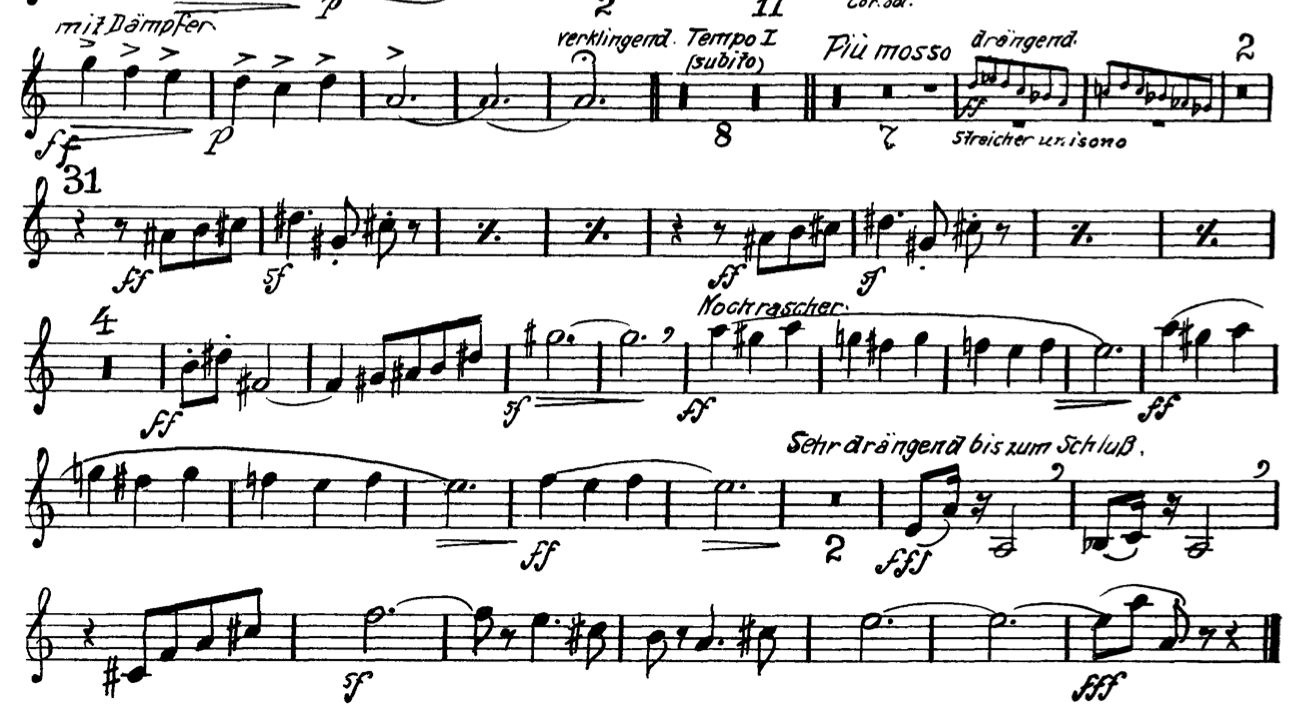 p 2 11
mit Dämpfer. verklingend. Tempo I Più mosso drängend. 2
(subito)
ff p 8 7 ff Streicher unisono
31
ff sf ff sf
4 Noch rascher.
ff sf ff ff
Sehr drängend bis zum Schluß.
ff 2 fff
sf fff